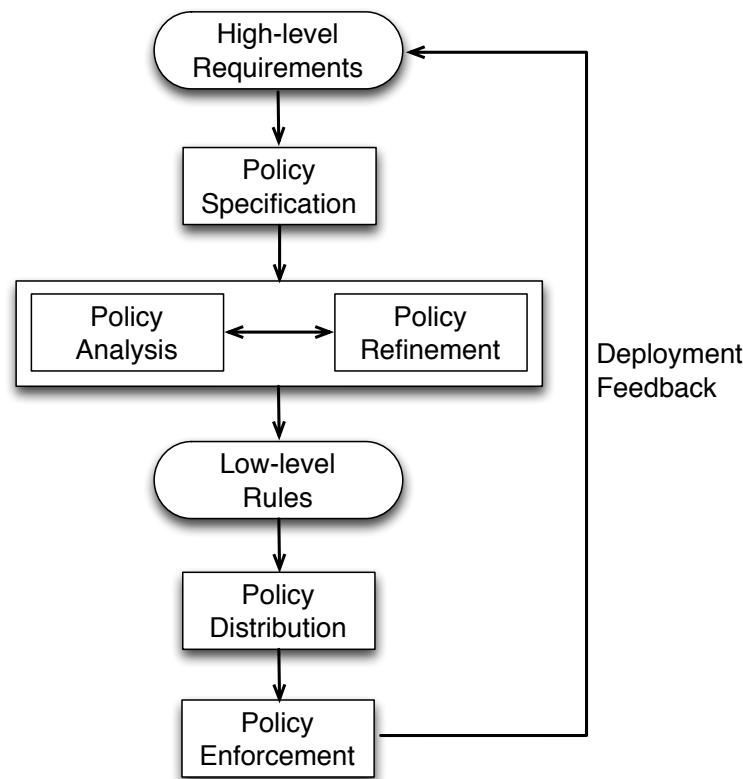 High-level
Requirements
Policy
Specification
Policy
Analysis
Policy
Refinement
Deployment
Feedback
Low-level
Rules
Policy
Distribution
Policy
Enforcement